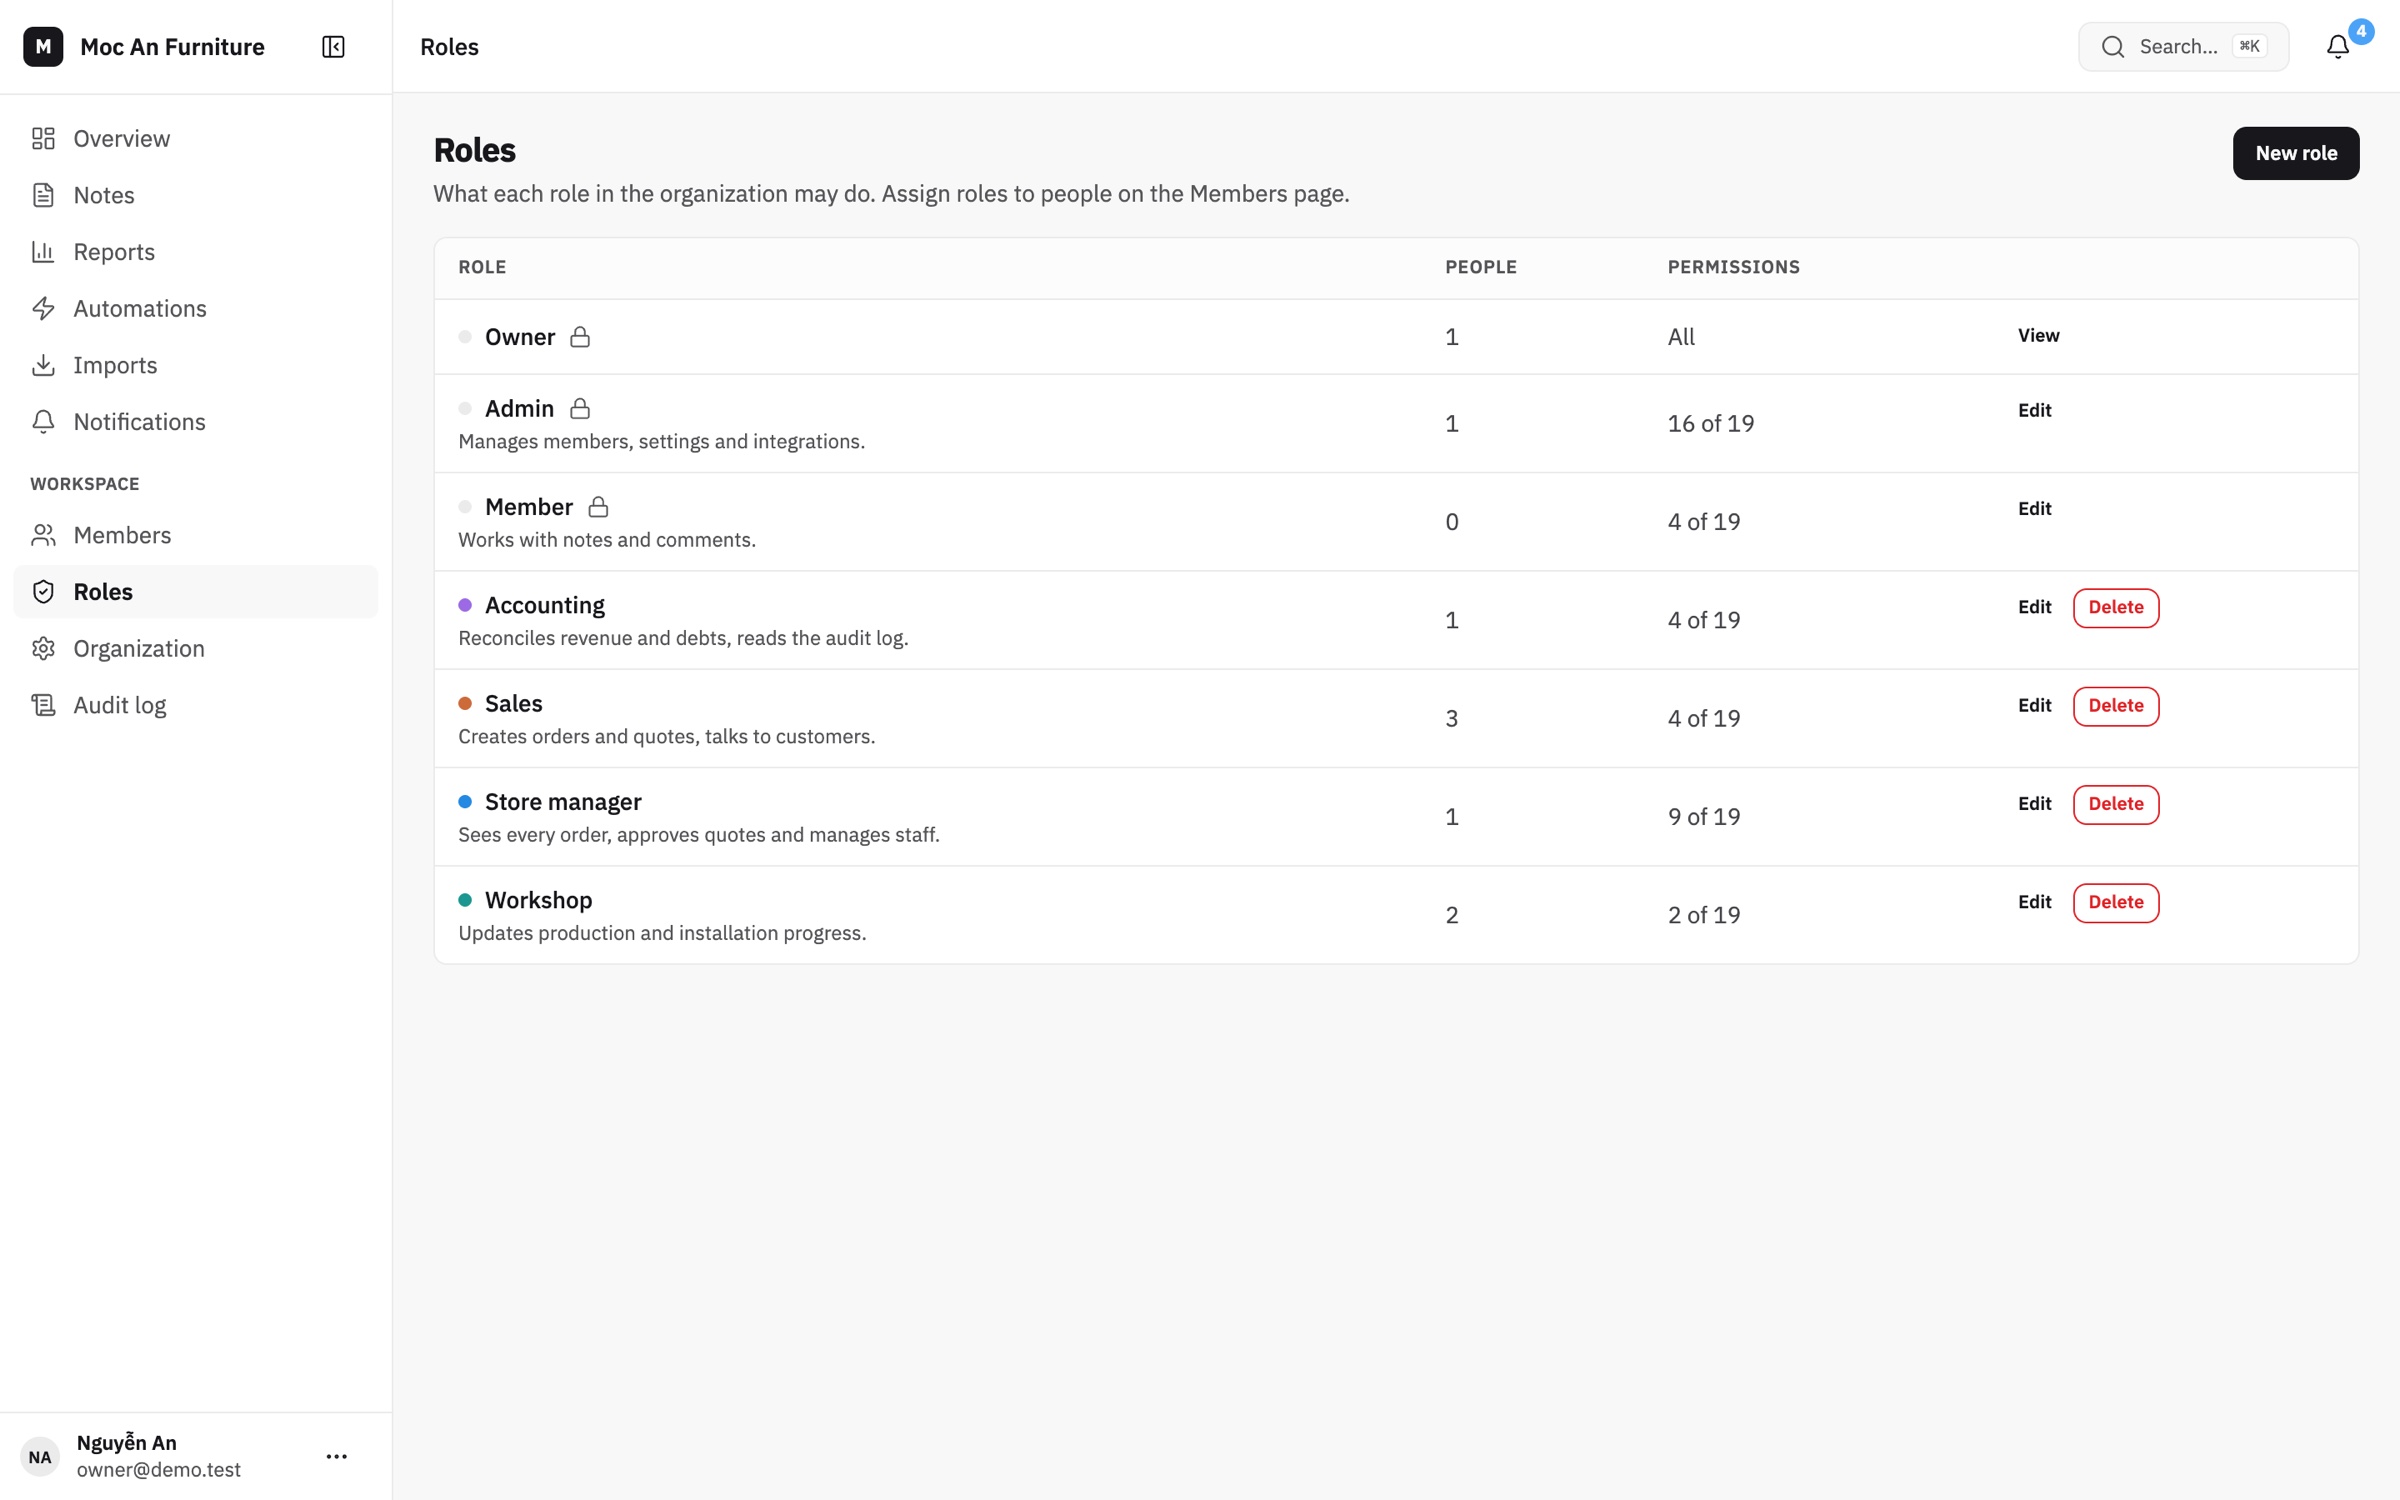 M Moc An Furniture
Roles
Search... ⌘K
4
Overview
Notes
Reports
Automations
Imports
Notifications
WORKSPACE
Members
Roles
Organization
Audit log
NA Nguyễn An
owner@demo.test
Roles
New role
What each role in the organization may do. Assign roles to people on the Members page.
ROLE PEOPLE PERMISSIONS
Owner 1 All View
Admin 1 16 of 19 Edit
Manages members, settings and integrations.
Member 0 4 of 19 Edit
Works with notes and comments.
Accounting 1 4 of 19 Edit Delete
Reconciles revenue and debts, reads the audit log.
Sales 3 4 of 19 Edit Delete
Creates orders and quotes, talks to customers.
Store manager 1 9 of 19 Edit Delete
Sees every order, approves quotes and manages staff.
Workshop 2 2 of 19 Edit Delete
Updates production and installation progress.